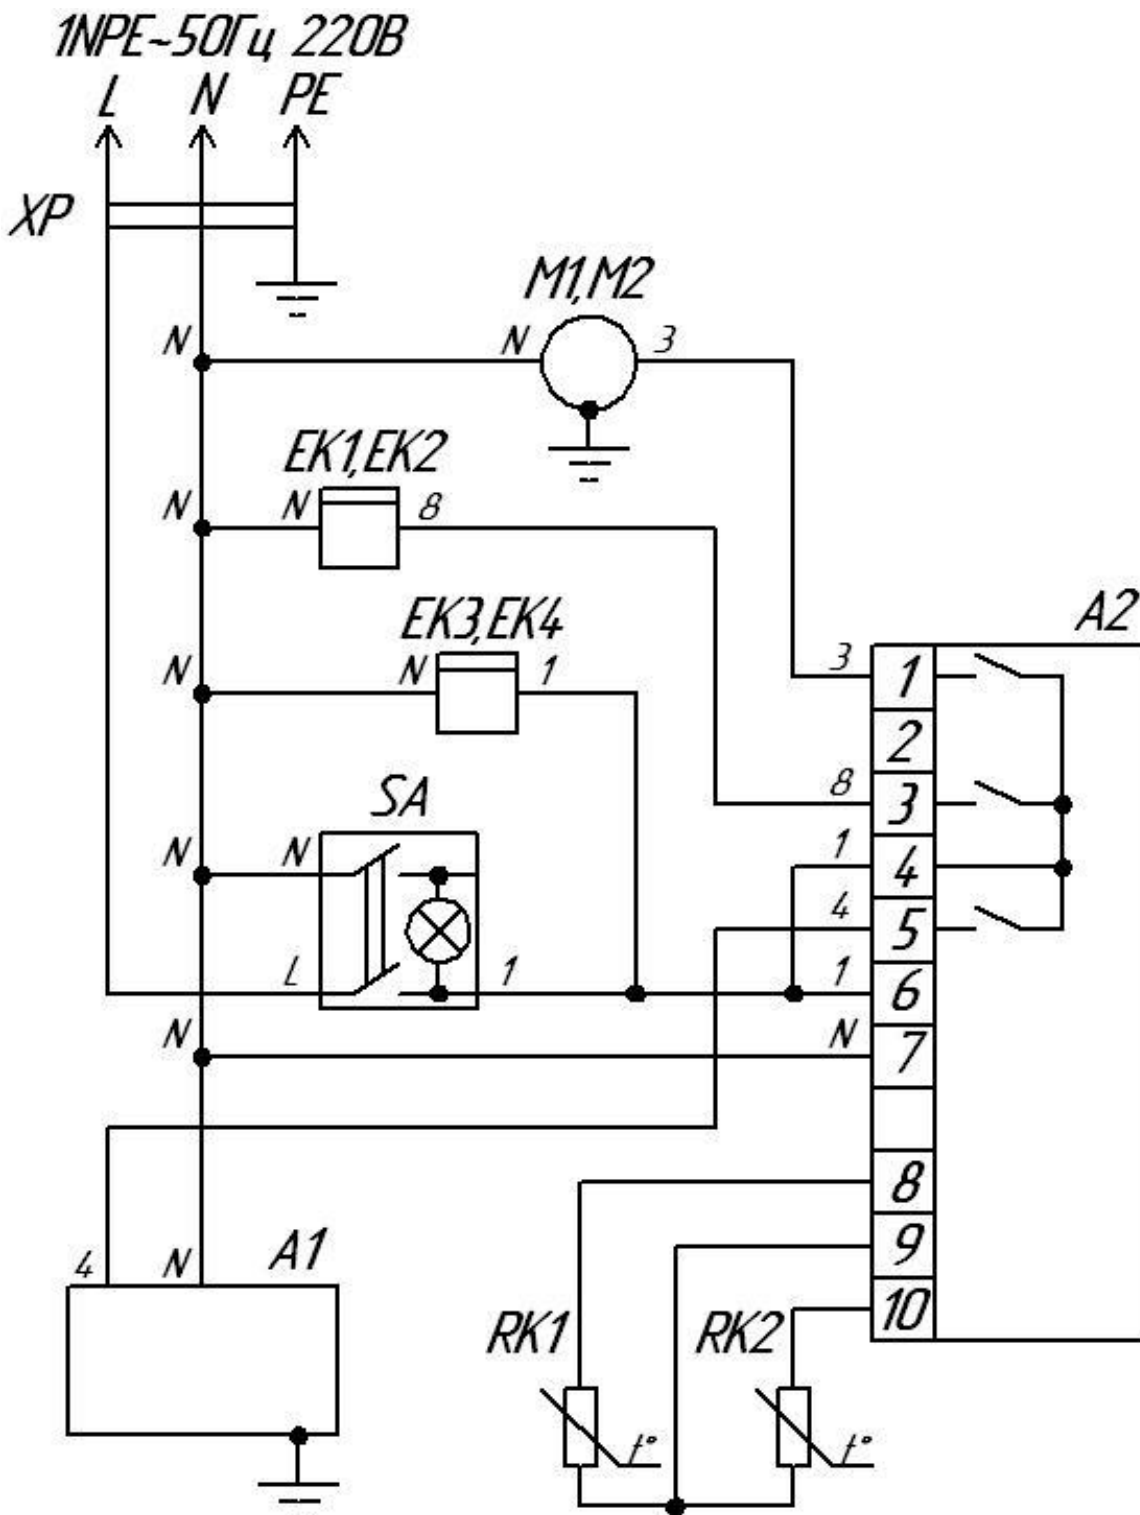 1NPE~50Гц 220В
L N PE
XP
M1,M2
N N 3
EK1,EK2
N N 8
EK3,EK4
A2
N N 1
3 1
2
SA
8 3
N N
1 4
4 5
L 1 1 6
N N 7
8
4 N A1
9
10
RK1 RK2
t° t°